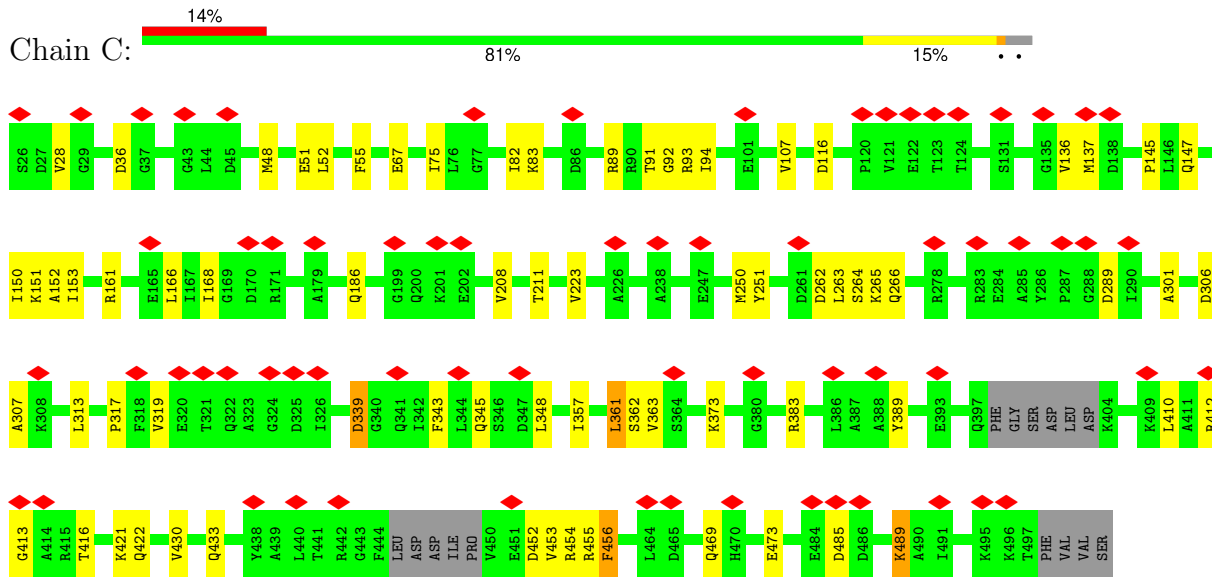 14%
Chain C:
81% 15% • •
S26 D27 V28 G29 D36 G37 G43 L44 D45 M48 E51 L52 F55 E67 I75 L76 G77 I82 K83 D86 R89 R90 T91 G92 R93 I94 E101 V107 D116 P120 V121 E122 T123 T124 S131 G135 V136 M137 D138 P145 L146 Q147
I150 K151 A152 I153 R161 E165 L166 I167 I168 G169 D170 R171 A179 Q186 G199 Q200 K201 E202 V208 T211 V223 A226 A238 E247 M250 Y251 D261 D262 L263 S264 K265 Q266 R278 R283 E284 A285 Y286 P287 G288 D289 I290 A301 D306
A307 K308 L313 P317 F318 V319 E320 T321 Q322 A323 G324 D325 I326 D339 G340 Q341 I342 F343 L344 Q345 S346 D347 L348 I357 L361 S362 V363 S364 K373 G380 R383 L386 A387 A388 Y389 E393 Q397 PHE GLY SER ASP LEU ASP K404 K409 L410 A411 R412
G413 A414 R415 T416 K421 Q422 V430 Q433 Y438 A439 L440 T441 R442 G443 F444 LEU ASP ASP ILE PRO V450 E451 D452 V453 R454 R455 F456 L464 D465 Q469 H470 E473 E484 D485 D486 K489 A490 I491 K495 K496 T497 PHE VAL VAL SER